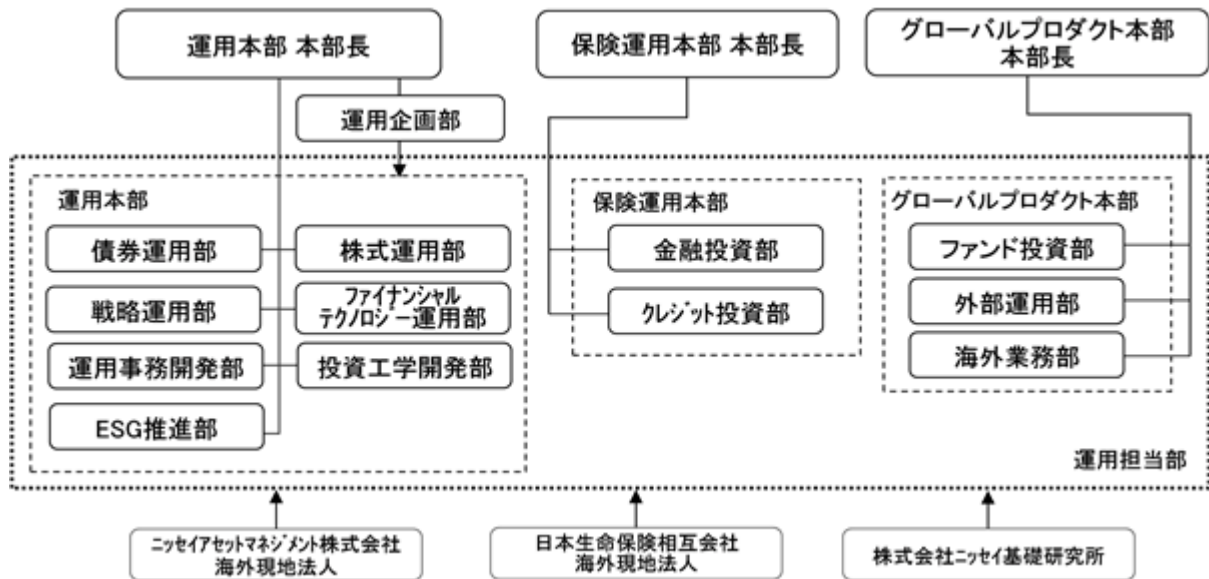 運用本部 本部長
保険運用本部 本部長
グローバルプロダクト本部
本部長
運用企画部
運用本部
債券運用部
株式運用部
戦略運用部
ファイナンシャル
テクノロジー運用部
運用事務開発部
投資工学開発部
ESG推進部
保険運用本部
金融投資部
クレジット投資部
グローバルプロダクト本部
ファンド投資部
外部運用部
海外業務部
運用担当部
ニッセイアセットマネジメント株式会社
海外現地法人
日本生命保険相互会社
海外現地法人
株式会社ニッセイ基礎研究所